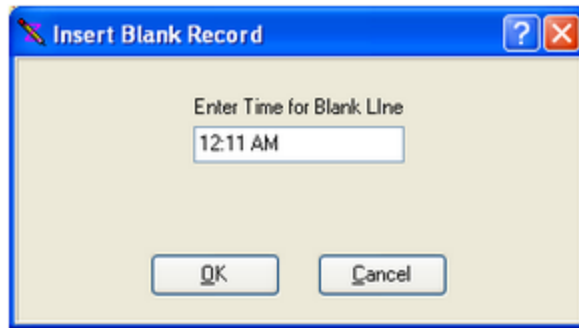 Insert Blank Record
?
Enter Time for Blank LIne
12:11 AM
OK
Cancel